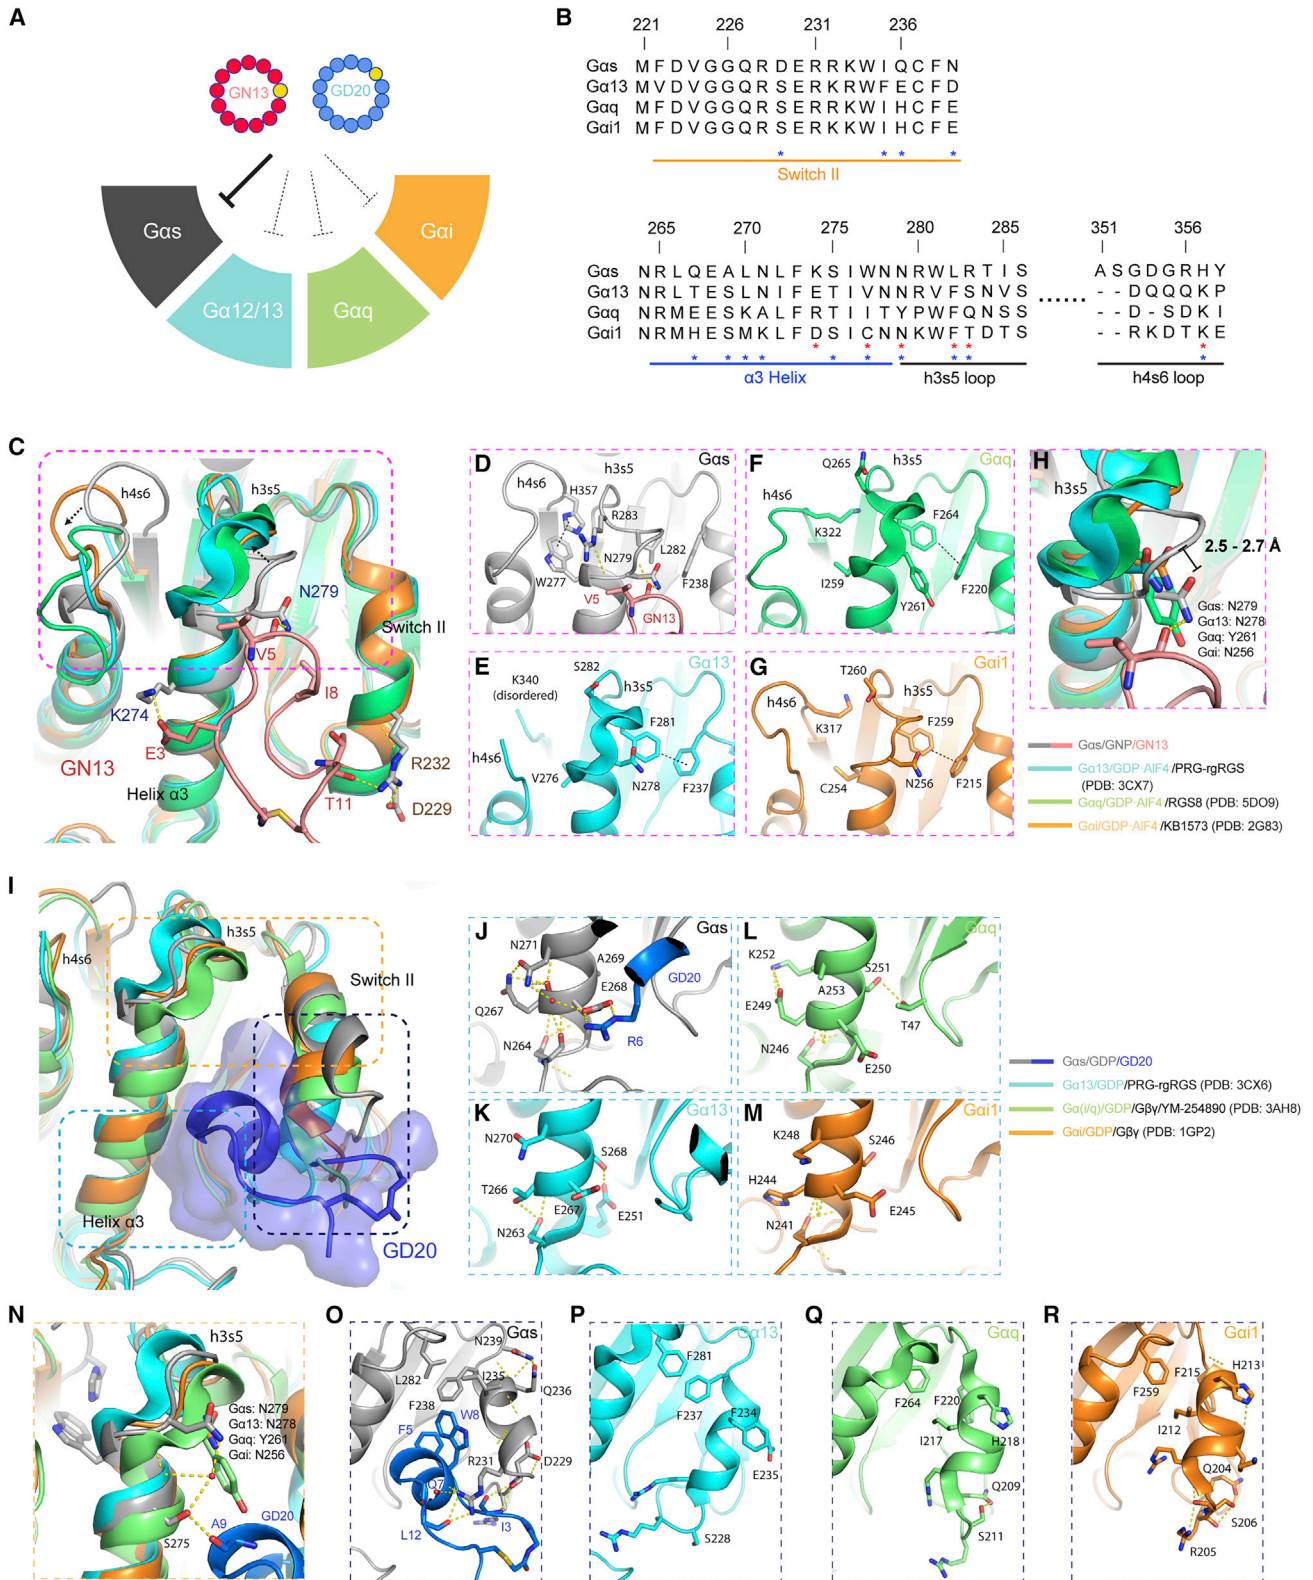 A
GN13
GD20
Gαs
Gα12/13
Gαq
Gαi
B
221 226 231 236
Gαs M F D V G G Q R D E R R K W I Q C F N
Gα13 M V D V G G Q R S E R K R W F E C F D
Gαq M F D V G G Q R S E R K K W I H C F E
Gαi1 M F D V G G Q R S E R K K W I H C F E
* * * *
Switch II
265 270 275 280 285 351 356
Gαs N R L Q E A L N L F K S I W N N R W L R T I S A S G D G R H Y
Gα13 N R L T E S L N I F E T I V N N R V F S N V S ...... - - D Q Q Q K P
Gαq N R M E E S K A L F R T I I T Y P W F Q N S S - - D - S D K I
Gαi1 N R M H E S M K L F D S I C N N K W F T D T S - - R K D T K E
* * * * * *
* * * * * * * * * *
α3 Helix h3s5 loop h4s6 loop
C
h4s6
h3s5
N279
Switch II
V5
I8
K274
E3
GN13
R232
T11
Helix α3
D229
D
Gαs
h3s5
h4s6
H357
R283
N279
L282
W277
F238
V5
GN13
E
Gα13
S282
K340
(disordered)
h3s5
F281
h4s6
V276
N278
F237
F
Gαq
Q265
h3s5
h4s6
F264
K322
I259
Y261
F220
G
Gαi1
T260
h4s6
h3s5
K317
F259
C254
N256
F215
H
h3s5
2.5 - 2.7 Å
Gαs: N279
Gα13: N278
Gαq: Y261
Gαi: N256
Gαs/GNP/GN13
Gα13/GDP·AlF4/PRG-rgRGS
(PDB: 3CX7)
Gαq/GDP·AlF4/RGS8 (PDB: 5DO9)
Gαi/GDP·AlF4/KB1573 (PDB: 2G83)
I
h3s5
h4s6
Switch II
Helix α3
GD20
J
Gαs
N271
A269
E268
GD20
Q267
N264
R6
K
Gα13
N270
S268
T266
E267
E251
N263
L
Gαq
K252
S251
A253
E249
T47
N246
E250
M
Gαi1
K248
S246
H244
E245
N241
Gαs/GDP/GD20
Gα13/GDP/PRG-rgRGS (PDB: 3CX6)
Gα(i/q)/GDP/Gβγ/YM-254890 (PDB: 3AH8)
Gαi/GDP/Gβγ (PDB: 1GP2)
N
h3s5
Gαs: N279
Gα13: N278
Gαq: Y261
Gαi: N256
S275
A9
GD20
O
Gαs
N239
L282
I235
Q236
F238
W8
F5
R231
D229
Q7
L12
I3
P
Gα13
F281
F237
F234
E235
S228
Q
Gαq
F264
F220
I217
H218
Q209
S211
R
Gαi1
F215
H213
F259
I212
Q204
S206
R205